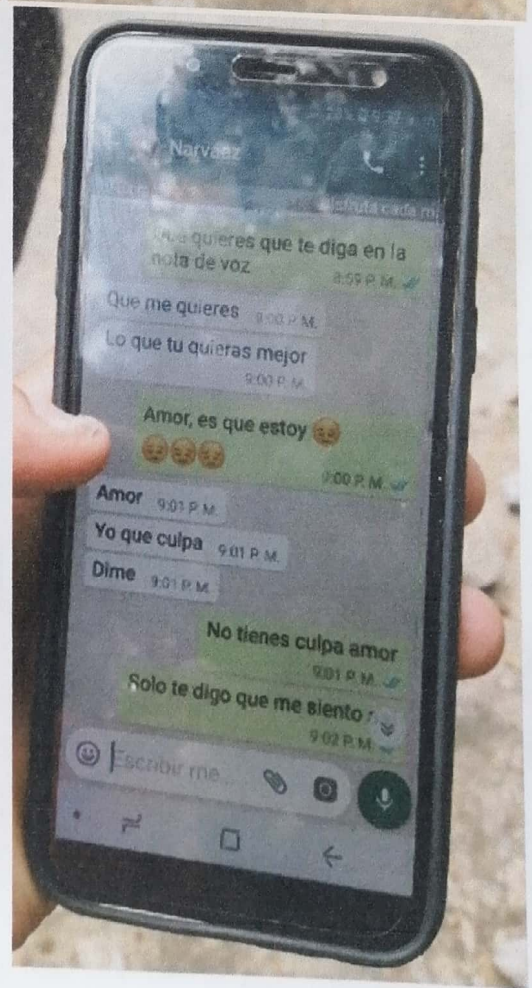 Narvaez
quieres que te diga en la
nota de voz
8:59 P. M.
Que me quieres 9:00 P. M.
Lo que tu quieras mejor
9:00 P. M.
Amor, es que estoy 😔
😔😔😔
9:00 P. M.
Amor 9:01 P. M.
Yo que culpa 9:01 P. M.
Dime 9:01 P. M.
No tienes culpa amor
9:01 P. M.
Solo te digo que me siento
9:02 P. M.
Escribir me...